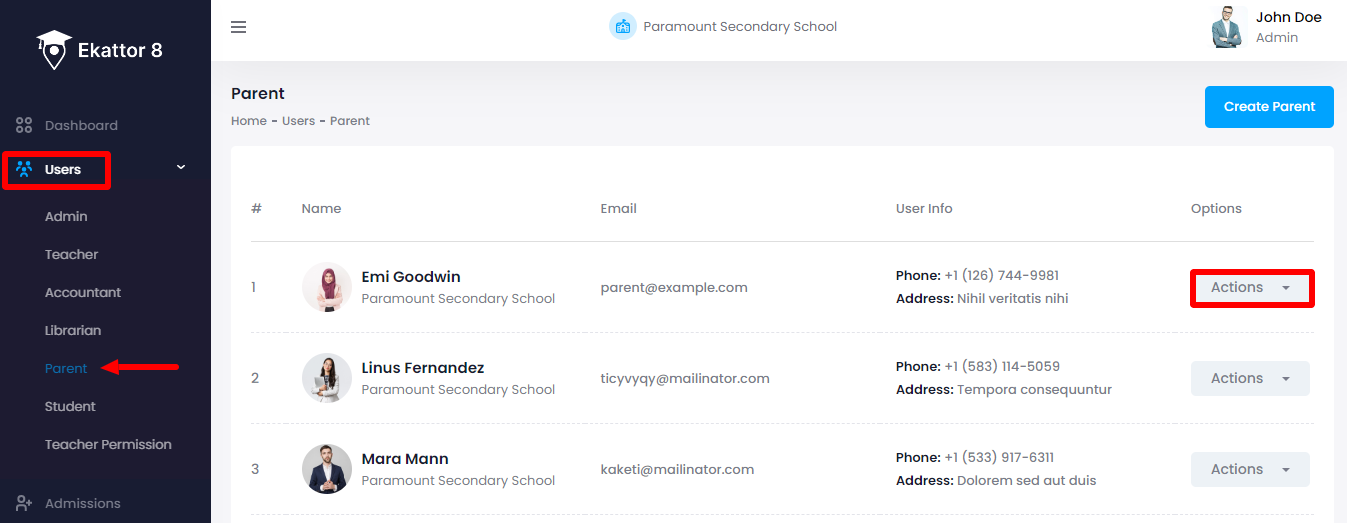 Ekattor 8
Paramount Secondary School
John Doe
Admin
Dashboard
Users
Admin
Teacher
Accountant
Librarian
Parent
Student
Teacher Permission
Admissions
Parent
Home - Users - Parent
Create Parent
# Name Email User Info Options
1 Emi Goodwin parent@example.com Phone: +1 (126) 744-9981 Actions
Paramount Secondary School Address: Nihil veritatis nihi
2 Linus Fernandez ticyvyqy@mailinator.com Phone: +1 (583) 114-5059 Actions
Paramount Secondary School Address: Tempora consequuntur
3 Mara Mann kaketi@mailinator.com Phone: +1 (533) 917-6311 Actions
Paramount Secondary School Address: Dolorem sed aut duis